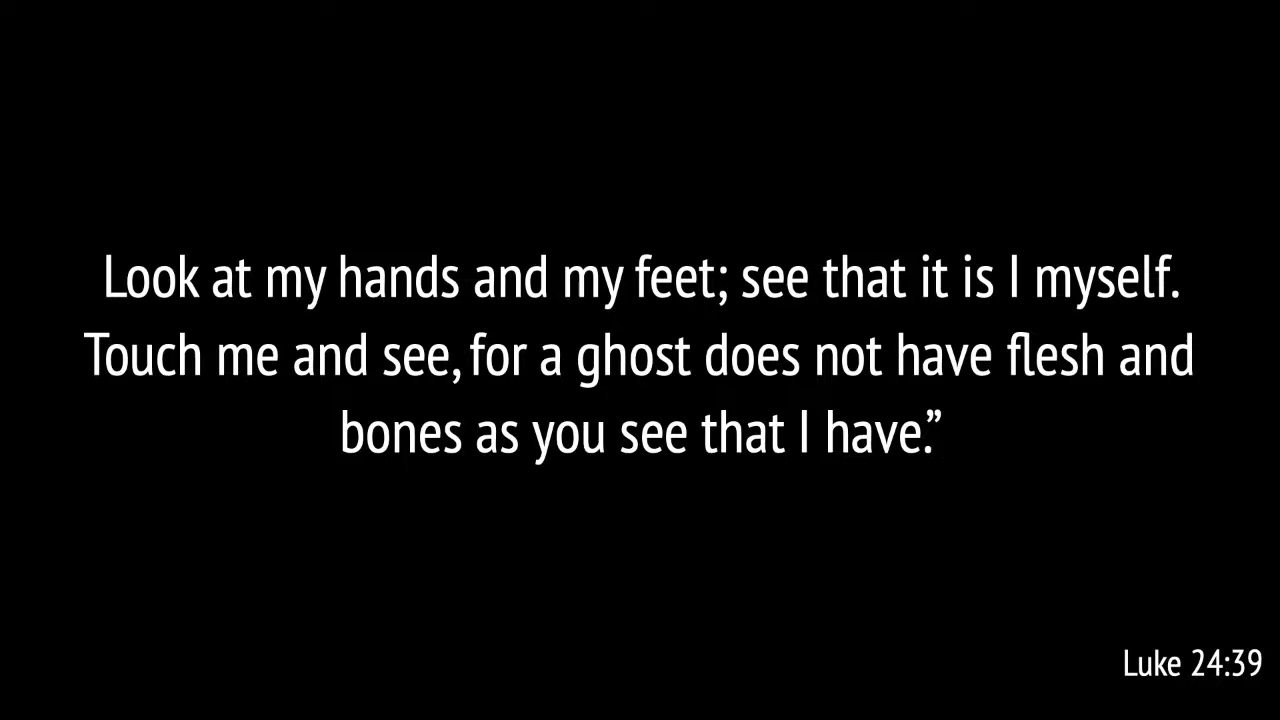 Look at my hands and my feet; see that it is I myself.
Touch me and see, for a ghost does not have flesh and
bones as you see that I have.”
Luke 24:39